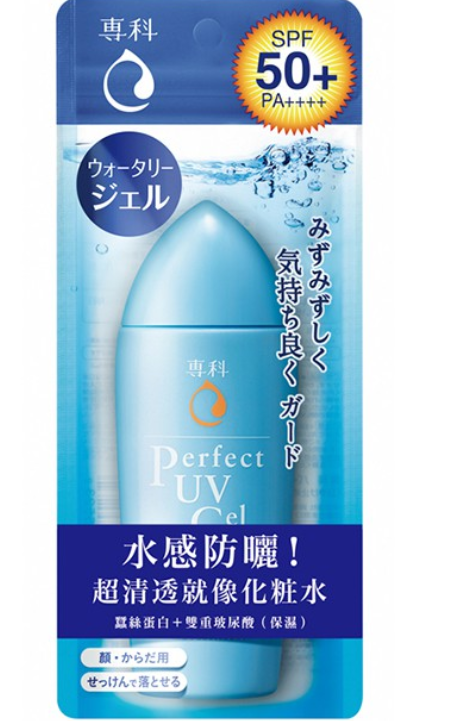 専科
SPF
50+
PA++++
ウォータリー
ジェル
みずみずしく
気持ち良く ガード
専科
Perfect
UV
Gel
水感防曬！
超清透就像化粧水
蠶絲蛋白＋雙重玻尿酸（保濕）
顔・からだ用
せっけんで落とせる